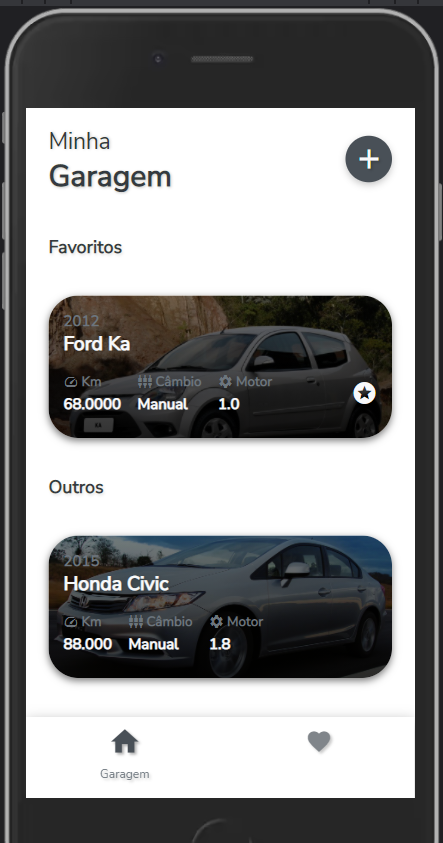 Minha
Garagem
Favoritos
2012
Ford Ka
Km Câmbio Motor
68.0000 Manual 1.0
KA
Outros
2015
Honda Civic
Km Câmbio Motor
88.000 Manual 1.8
Garagem